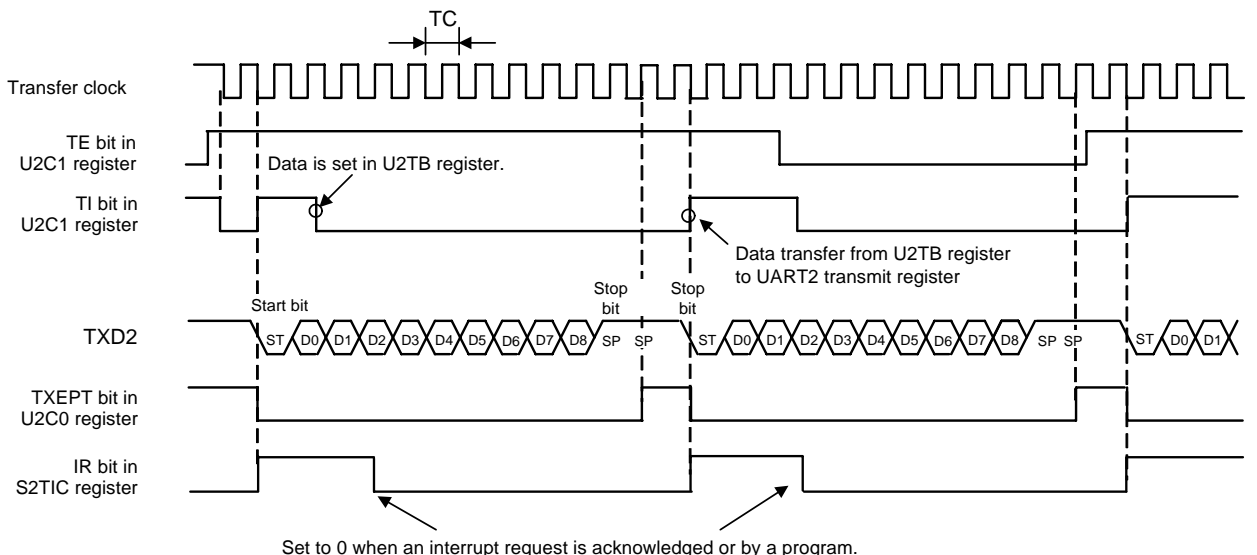 TC
Transfer clock
TE bit in
U2C1 register
Data is set in U2TB register.
TI bit in
U2C1 register
Data transfer from U2TB register
to UART2 transmit register
Start bit
Stop
bit
Stop
bit
TXD2
ST D0 D1 D2 D3 D4 D5 D6 D7 D8 SP SP ST D0 D1 D2 D3 D4 D5 D6 D7 D8 SP SP ST D0 D1
TXEPT bit in
U2C0 register
IR bit in
S2TIC register
Set to 0 when an interrupt request is acknowledged or by a program.